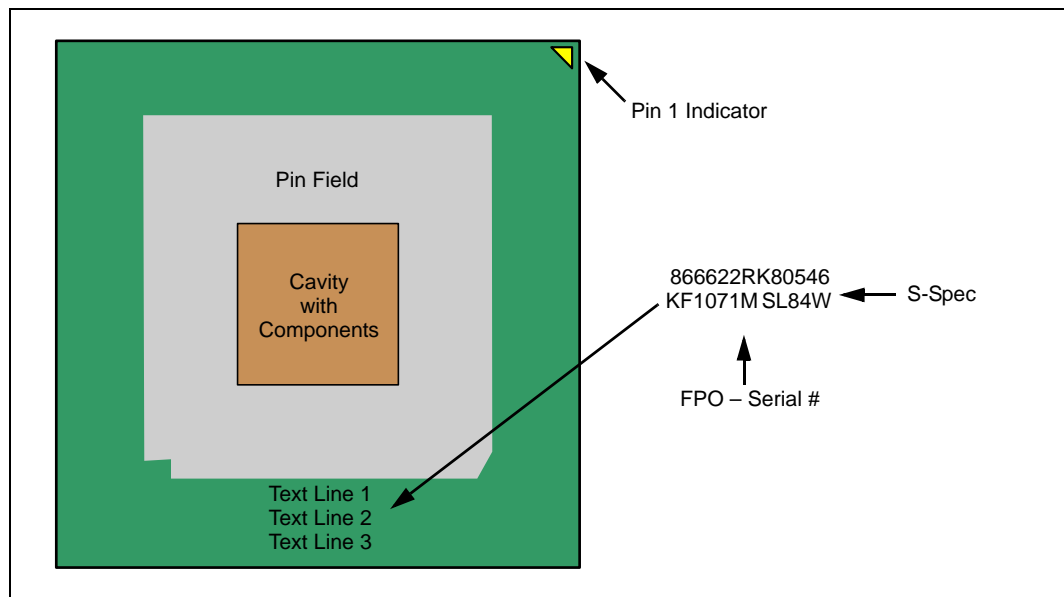 Pin 1 Indicator
Pin Field
Cavity
with
Components
866622RK80546
KF1071M SL84W
S-Spec
FPO – Serial #
Text Line 1
Text Line 2
Text Line 3